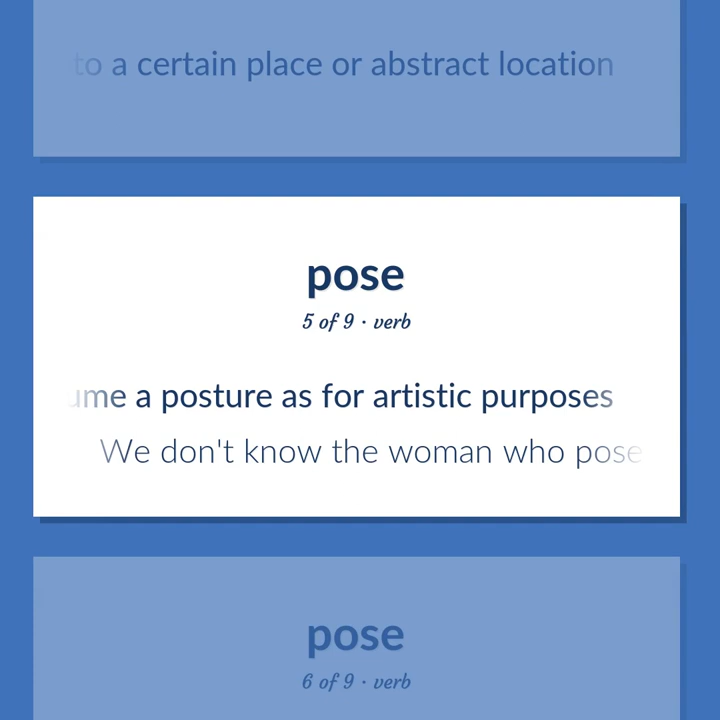 to a certain place or abstract location
pose
5 of 9 · verb
ume a posture as for artistic purposes
We don't know the woman who pose
pose
6 of 9 · verb